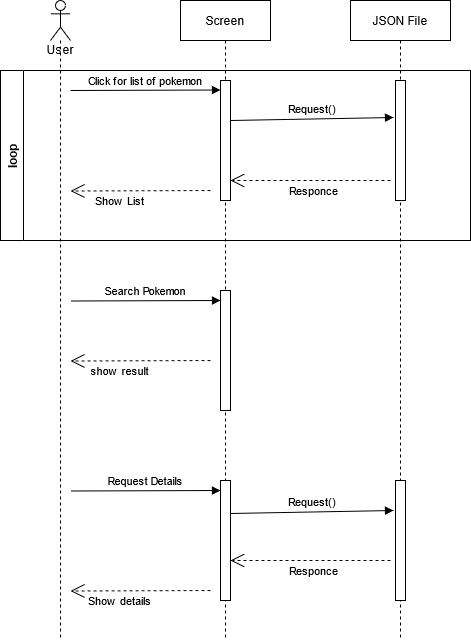 Screen
JSON File
User
loop
Click for list of pokemon
Request()
Responce
Show List
Search Pokemon
show result
Request Details
Request()
Responce
Show details